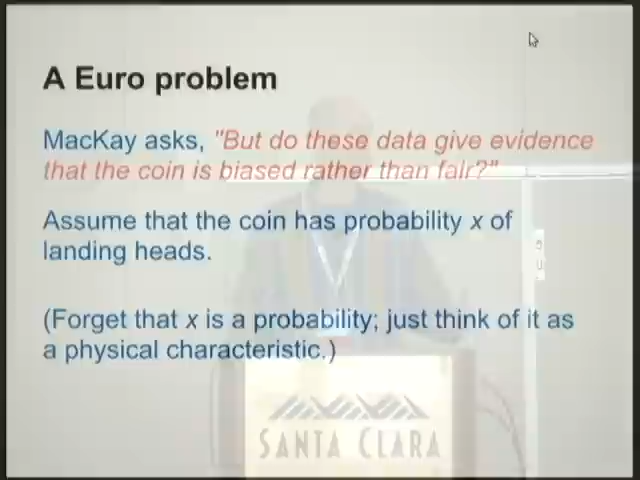 A Euro problem
MacKay asks, "But do these data give evidence
that the coin is biased rather than fair?"
Assume that the coin has probability x of
landing heads.
(Forget that x is a probability; just think of it as
a physical characteristic.)
SANTA CLARA